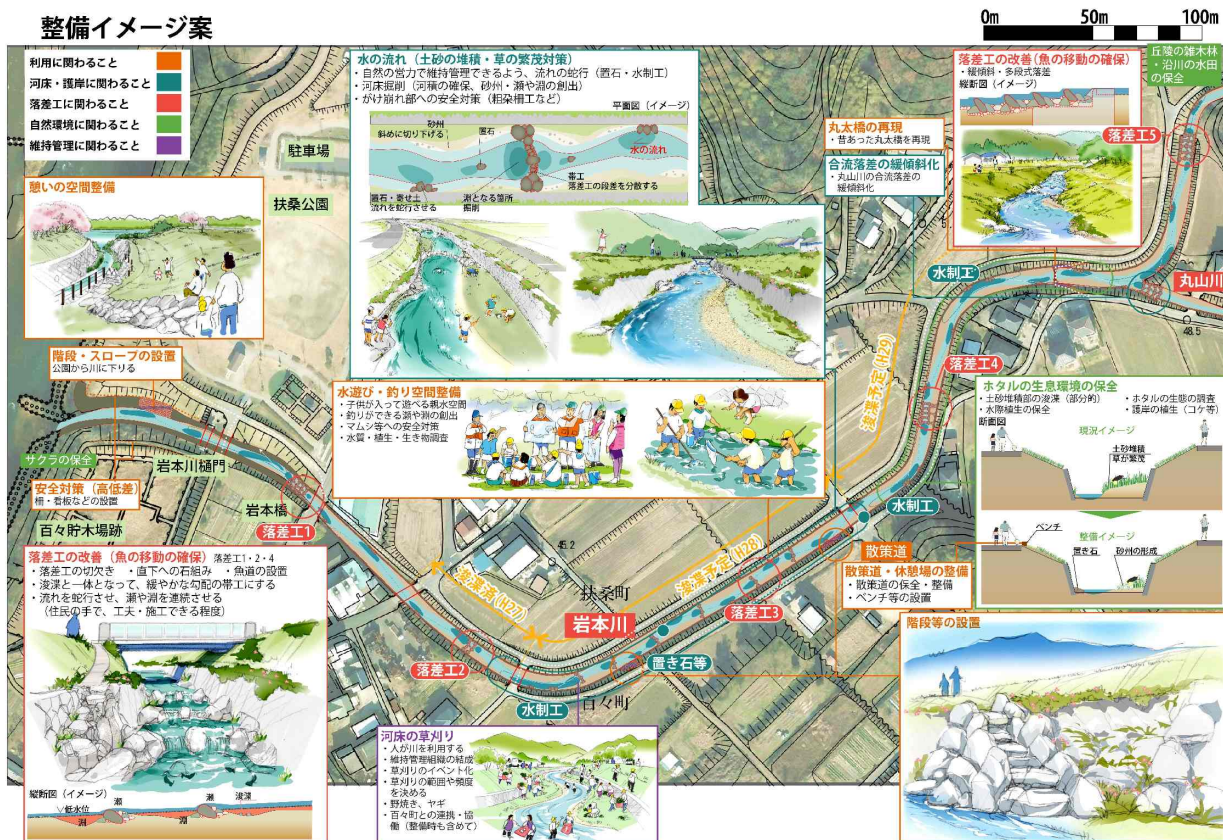 整備イメージ案
0m 50m 100m
利用に関わること
河床・護岸に関わること
落差工に関わること
自然環境に関わること
維持管理に関わること
駐車場
扶桑公園
憩いの空間整備
水の流れ（土砂の堆積・草の繁茂対策）
・自然の営力で維持管理できるよう、流れの蛇行（置石・水制工）
・河床掘削（河積の確保、砂州・瀬や淵の創出）
・がけ崩れ部への安全対策（粗朶柵工など）
平面図（イメージ）
砂州
斜めに切り下げる
置石
水の流れ
帯工
落差工の段差を分散する
置石・寄せ土
流れを蛇行させる
淵となる箇所
掘削
丸太橋の再現
・昔あった丸太橋を再現
合流落差の緩傾斜化
・丸山川の合流落差の
緩傾斜化
落差工の改善（魚の移動の確保）
・緩傾斜・多段式落差
縦断図（イメージ）
丘陵の雑木林
・沿川の水田
の保全
落差工5
水制工
丸山川
48.5
階段・スロープの設置
公園から川に下りる
サクラの保全
岩本川樋門
安全対策（高低差）
柵・看板などの設置
岩本橋
百々貯木場跡
落差工1
水遊び・釣り空間整備
・子供が入って遊べる親水空間
・釣りができる瀬や淵の創出
・マムシ等への安全対策
・水質・植生・生き物調査
浚渫予定(H29)
落差工4
水制工
ホタルの生息環境の保全
・土砂堆積部の浚渫（部分的）
・水際植生の保全
・ホタルの生態の調査
・護岸の植生（コケ等）
断面図
現況イメージ
土砂堆積
草が繁茂
整備イメージ
ベンチ
置き石
砂州の形成
散策道
散策道・休憩場の整備
・散策道の保全・整備
・ベンチ等の設置
落差工の改善（魚の移動の確保） 落差工1・2・4
・落差工の切欠き ・直下への石組み ・魚道の設置
・浚渫と一体となって、緩やかな勾配の帯工にする
・流れを蛇行させ、瀬や淵を連続させる
（住民の手で、工夫・施工できる程度）
縦断図（イメージ）
低水位
瀬
淵
瀬
淵
浚渫
45.2
浚渫済(H27)
扶桑町
浚渫予定(H28)
岩本川
落差工3
落差工2
置き石等
水制工
百々町
河床の草刈り
・人が川を利用する
・維持管理組織の結成
・草刈りのイベント化
・草刈りの範囲や頻度
を決める
・野焼き、ヤギ
・百々町との連携・協
働（整備時も含めて）
階段等の設置